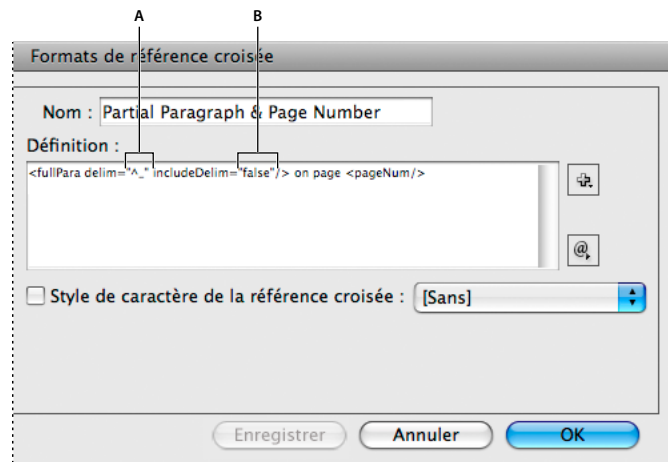 A B
Formats de référence croisée
Nom : Partial Paragraph & Page Number
Définition :
<fullPara delim="^_" includeDelim="false"/> on page <pageNum/>
@
Style de caractère de la référence croisée : [Sans]
Enregistrer Annuler OK